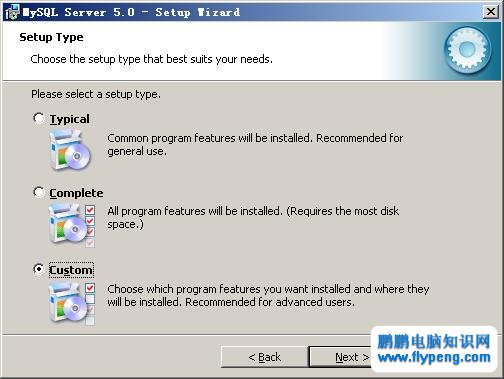 MySQL Server 5.0 - Setup Wizard
Setup Type
Choose the setup type that best suits your needs.
Please select a setup type.
Typical
Common program features will be installed. Recommended for
general use.
Complete
All program features will be installed. (Requires the most disk
space.)
Custom
Choose which program features you want installed and where they
will be installed. Recommended for advanced users.
< Back
Next >
鹏鹏电脑知识网
www.flypeng.com